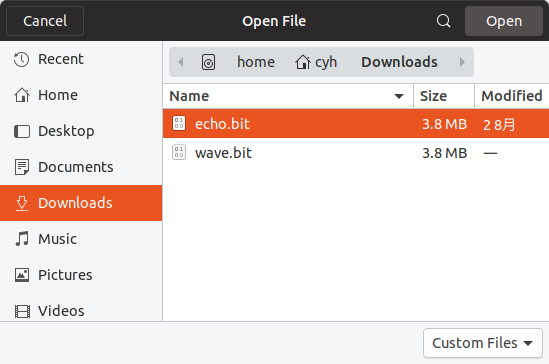 Cancel Open File Open
Recent
Home
Desktop
Documents
Downloads
Music
Pictures
Videos
home cyh Downloads
Name Size Modified
echo.bit 3.8 MB 2 8月
wave.bit 3.8 MB —
Custom Files